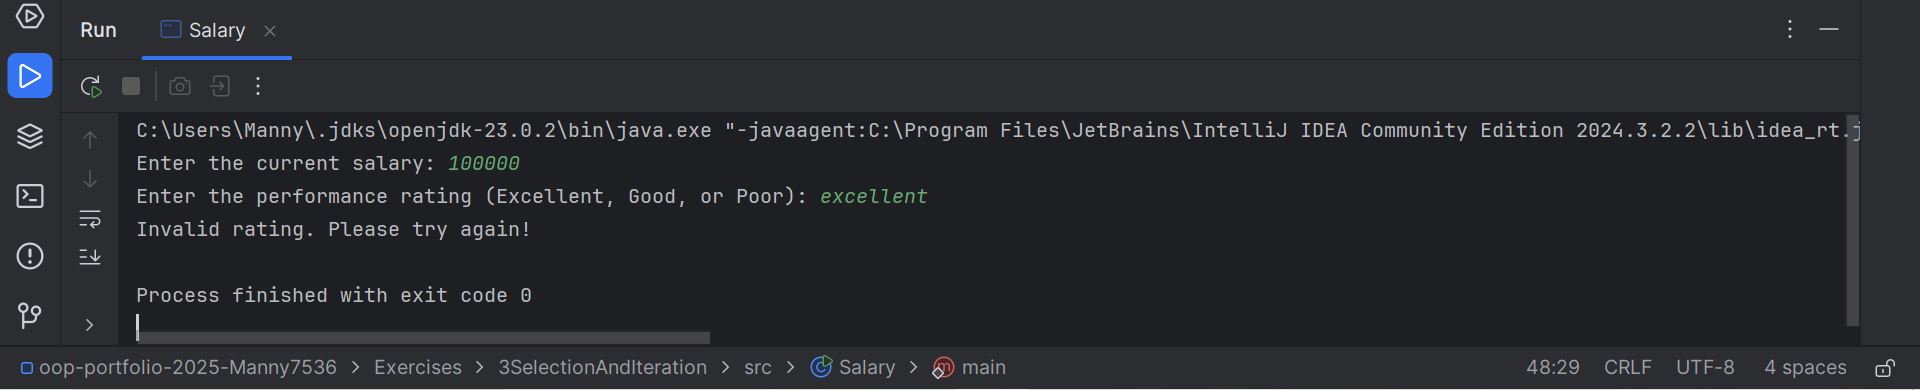 Run Salary
C:\Users\Manny\.jdks\openjdk-23.0.2\bin\java.exe "-javaagent:C:\Program Files\JetBrains\IntelliJ IDEA Community Edition 2024.3.2.2\lib\idea_rt.j
Enter the current salary: 100000
Enter the performance rating (Excellent, Good, or Poor): excellent
Invalid rating. Please try again!
Process finished with exit code 0
oop-portfolio-2025-Manny7536 > Exercises > 3SelectionAndIteration > src > Salary > main 48:29 CRLF UTF-8 4 spaces